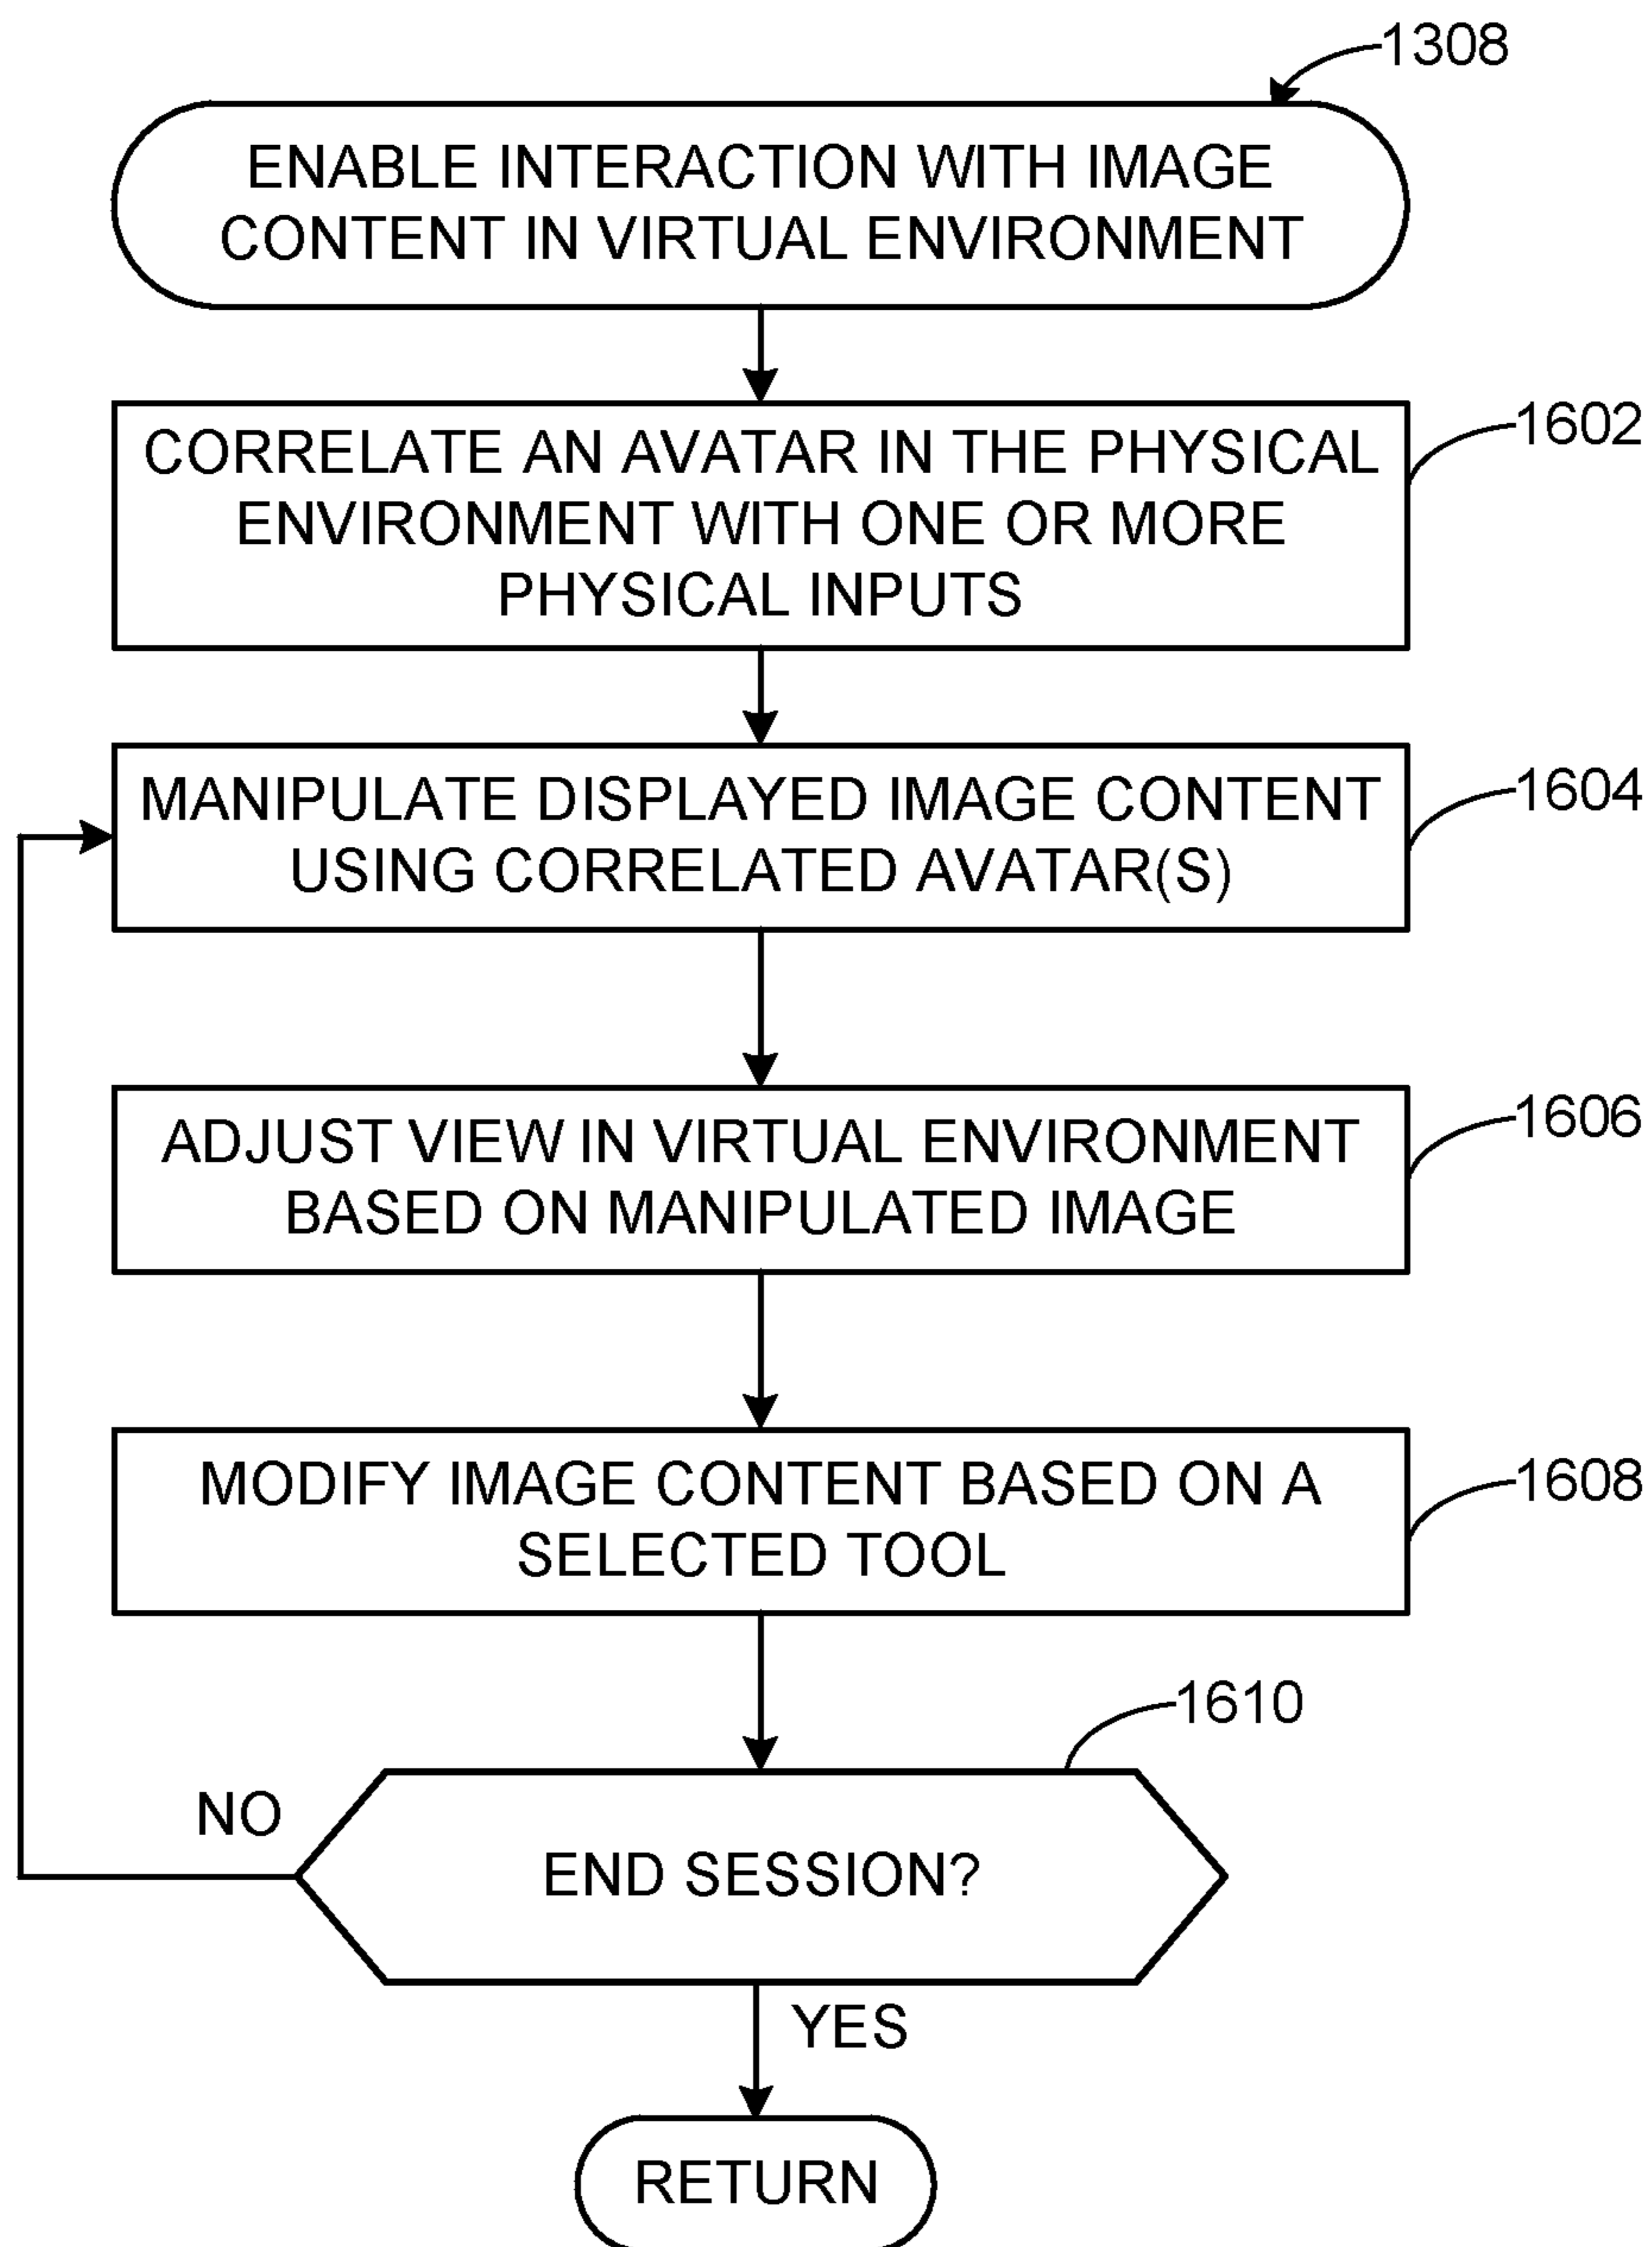 1308
ENABLE INTERACTION WITH IMAGE
CONTENT IN VIRTUAL ENVIRONMENT
1602
CORRELATE AN AVATAR IN THE PHYSICAL
ENVIRONMENT WITH ONE OR MORE
PHYSICAL INPUTS
1604
MANIPULATE DISPLAYED IMAGE CONTENT
USING CORRELATED AVATAR(S)
1606
ADJUST VIEW IN VIRTUAL ENVIRONMENT
BASED ON MANIPULATED IMAGE
1608
MODIFY IMAGE CONTENT BASED ON A
SELECTED TOOL
1610
NO
END SESSION?
YES
RETURN